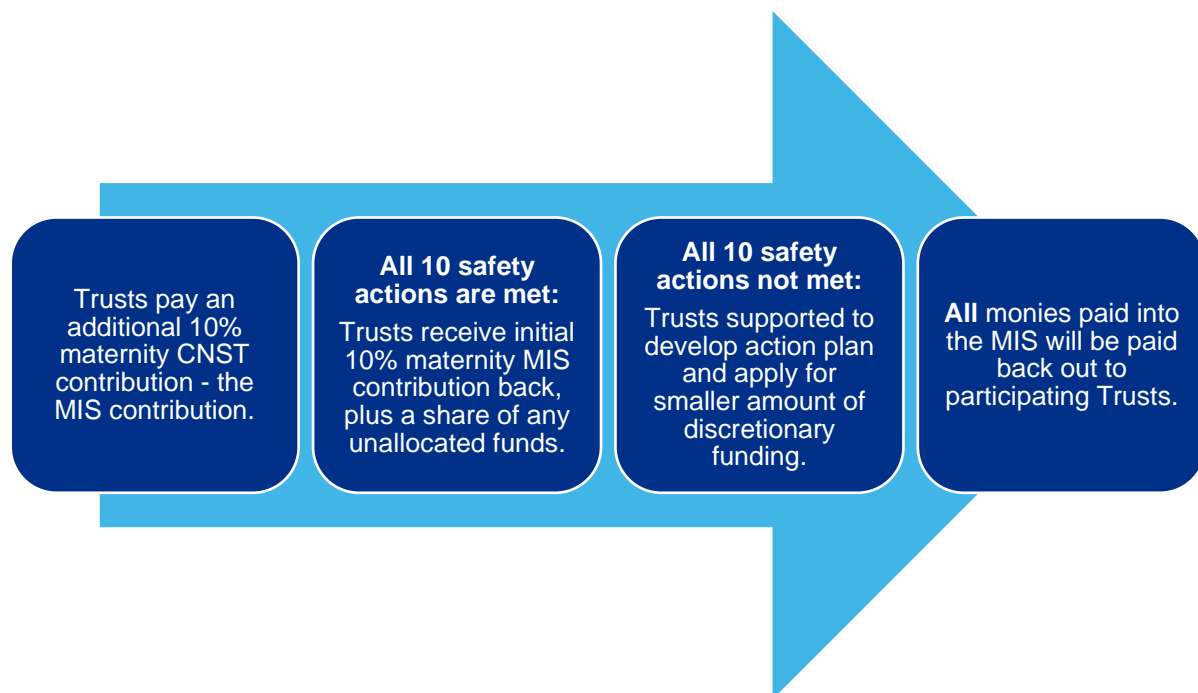 Trusts pay an
additional 10%
maternity CNST
contribution - the
MIS contribution.
All 10 safety
actions are met:
Trusts receive initial
10% maternity MIS
contribution back,
plus a share of any
unallocated funds.
All 10 safety
actions not met:
Trusts supported to
develop action plan
and apply for
smaller amount of
discretionary
funding.
All monies paid into
the MIS will be paid
back out to
participating Trusts.